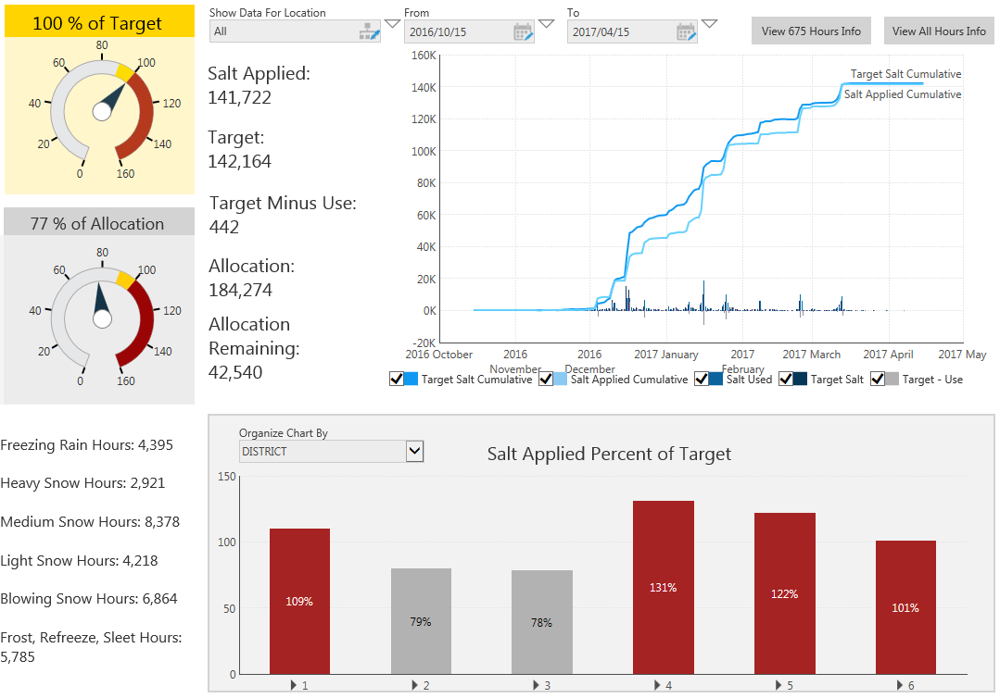 100 % of Target
0
20
40
60
80
100
120
140
160
77 % of Allocation
0
20
40
60
80
100
120
140
160
Show Data For Location
All
From
2016/10/15
To
2017/04/15
View 675 Hours Info
View All Hours Info
Salt Applied:
141,722
Target:
142,164
Target Minus Use:
442
Allocation:
184,274
Allocation
Remaining:
42,540
160K
140K
120K
100K
80K
60K
40K
20K
0K
-20K
Target Salt Cumulative
Salt Applied Cumulative
2016 October
2016
November
2016
December
2017 January
2017
February
2017 March
2017 April
2017 May
Target Salt Cumulative
Salt Applied Cumulative
Salt Used
Target Salt
Target - Use
Freezing Rain Hours: 4,395
Heavy Snow Hours: 2,921
Medium Snow Hours: 8,378
Light Snow Hours: 4,218
Blowing Snow Hours: 6,864
Frost, Refreeze, Sleet Hours:
5,785
Organize Chart By
DISTRICT
Salt Applied Percent of Target
150
100
50
0
109%
79%
78%
131%
122%
101%
1
2
3
4
5
6